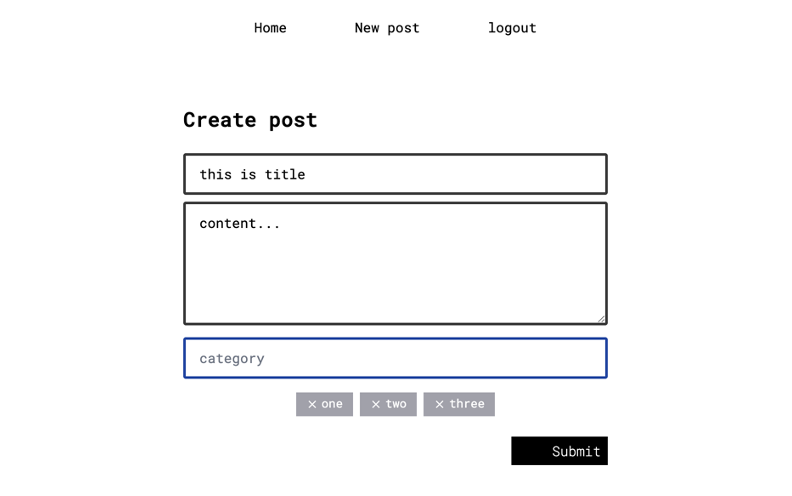 Home New post logout
Create post
this is title
content...
category
× one × two × three
Submit